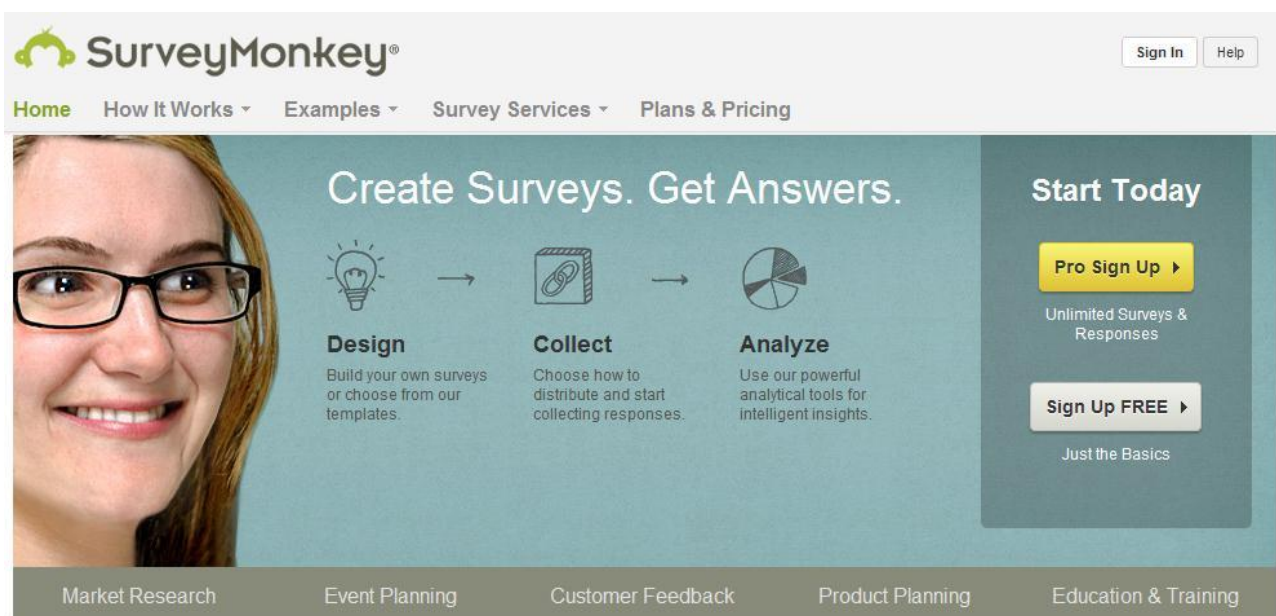 SurveyMonkey®
Sign In
Help
Home
How It Works
Examples
Survey Services
Plans & Pricing
Create Surveys. Get Answers.
Design
Build your own surveys
or choose from our
templates.
Collect
Choose how to
distribute and start
collecting responses.
Analyze
Use our powerful
analytical tools for
intelligent insights.
Start Today
Pro Sign Up
Unlimited Surveys &
Responses
Sign Up FREE
Just the Basics
Market Research
Event Planning
Customer Feedback
Product Planning
Education & Training